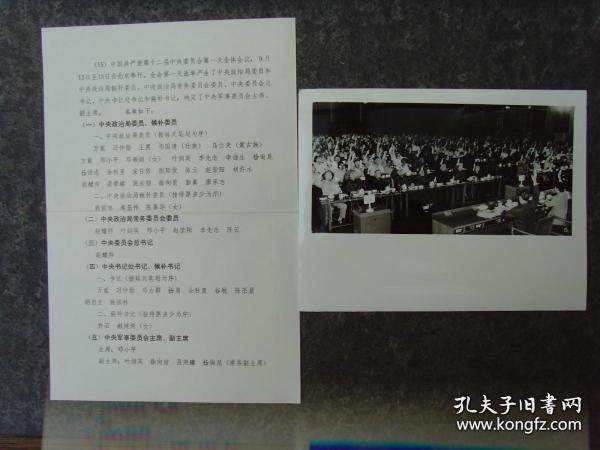 (15) 中国共产党第十二届中央委员会第一次全体会议，9月
12日至13日在北京举行。全会第一次选举产生了中央政治局委员和
中央政治局候补委员、中央政治局常务委员会委员、中央委员会总
书记、中央书记处书记和候补书记；决定了中央军事委员会主席、
副主席。 名单如下：
(一) 中央政治局委员、候补委员
一、中央政治局委员（按姓氏笔划为序）
万里 习仲勋 王震 韦国清（壮族） 乌兰夫（蒙古族）
方毅 邓小平 邓颖超（女） 叶剑英 李先念 李德生 杨尚昆
杨得志 余秋里 宋任穷 张廷发 陈云 赵紫阳 胡乔木
胡耀邦 聂荣臻 倪志福 徐向前 彭真 廖承志
二、中央政治局候补委员（按得票多少为序）
姚依林 秦基伟 陈慕华（女）
(二) 中央政治局常务委员会委员
胡耀邦 叶剑英 邓小平 赵紫阳 李先念 陈云
(三) 中央委员会总书记
胡耀邦
(四) 中央书记处书记、候补书记
一、书记（按姓氏笔划为序）
万里 习仲勋 邓力群 杨勇 余秋里 谷牧 陈丕显
胡启立 姚依林
二、候补书记（按得票多少为序）
乔石 郝建秀（女）
(五) 中央军事委员会主席、副主席
主席：邓小平
副主席：叶剑英 徐向前 聂荣臻 杨尚昆（常务副主席）
孔夫子旧书网
www.kongfz.com